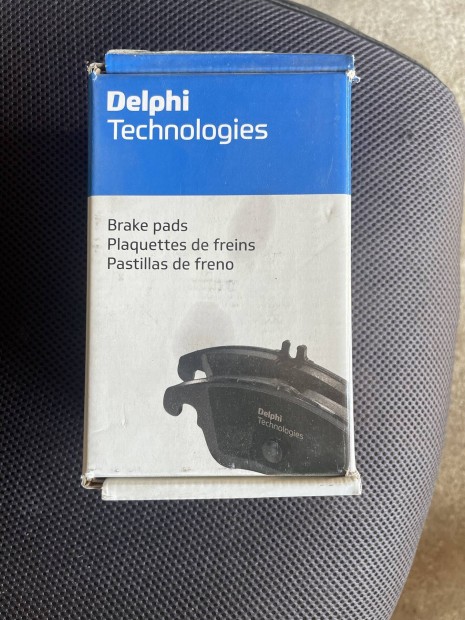 Delphi
Technologies
Brake pads
Plaquettes de freins
Pastillas de freno
Delphi
Technologies